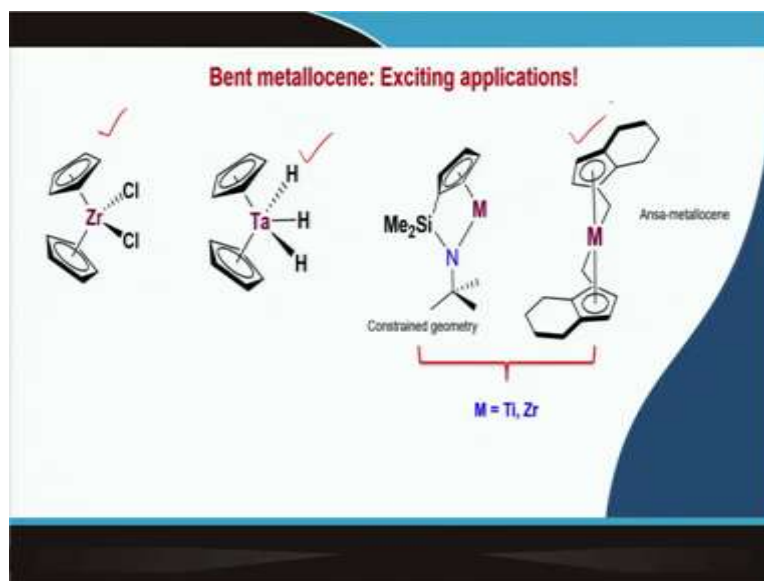 Bent metallocene: Exciting applications!
Zr
Cl
Cl
Ta
H
H
H
Me₂Si
M
N
Constrained geometry
M
Ansa-metallocene
M = Ti, Zr